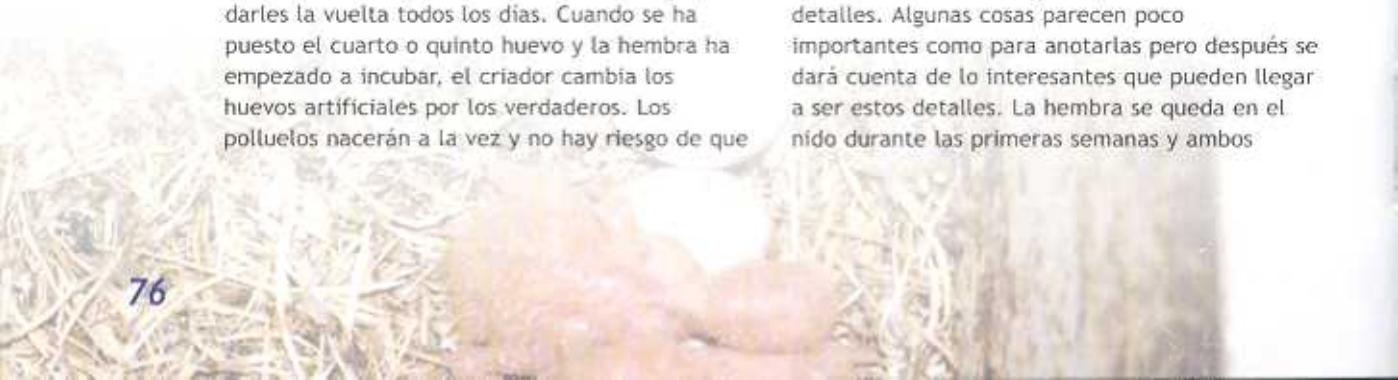 darles la vuelta todos los días. Cuando se ha
puesto el cuarto o quinto huevo y la hembra ha
empezado a incubar, el criador cambia los
huevos artificiales por los verdaderos. Los
polluelos nacerán a la vez y no hay riesgo de que
detalles. Algunas cosas parecen poco
importantes como para anotarlas pero después se
dará cuenta de lo interesantes que pueden llegar
a ser estos detalles. La hembra se queda en el
nido durante las primeras semanas y ambos
76